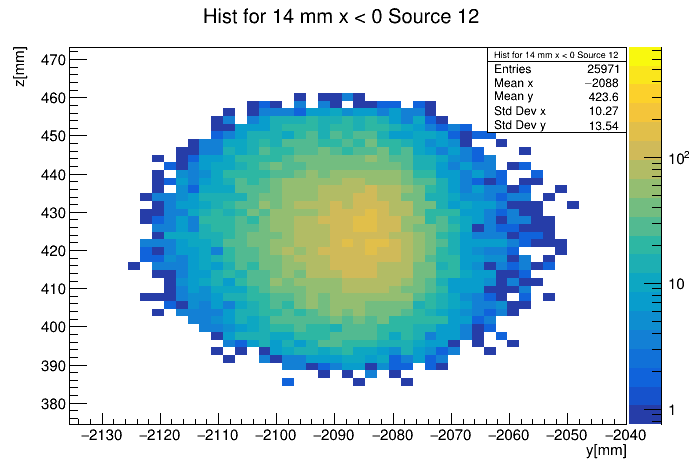 Hist for 14 mm x < 0 Source 12
z[mm]
Hist for 14 mm x < 0 Source 12
Entries 25971
Mean x −2088
Mean y 423.6
Std Dev x 10.27
Std Dev y 13.54
470
460
450
440
430
420
410
400
390
380
10²
10
1
−2130 −2120 −2110 −2100 −2090 −2080 −2070 −2060 −2050 −2040
y[mm]